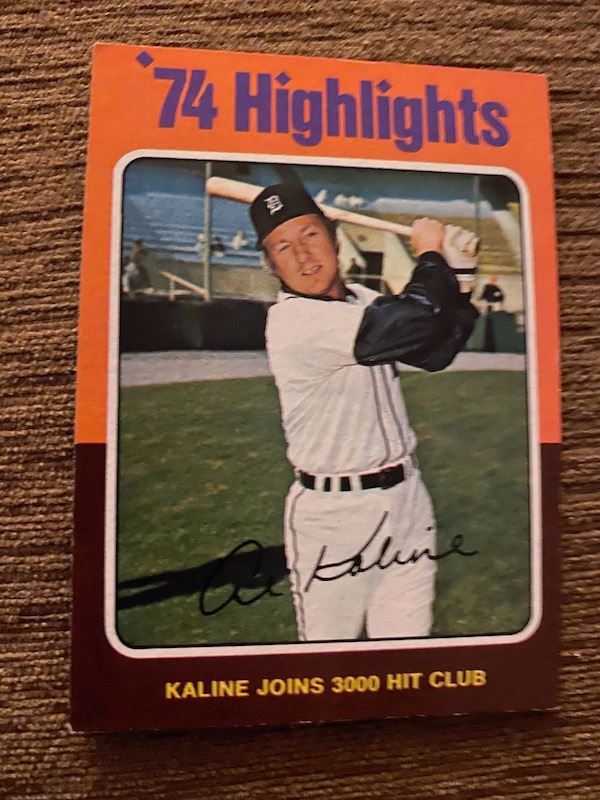 '74 Highlights
Al Kaline
KALINE JOINS 3000 HIT CLUB